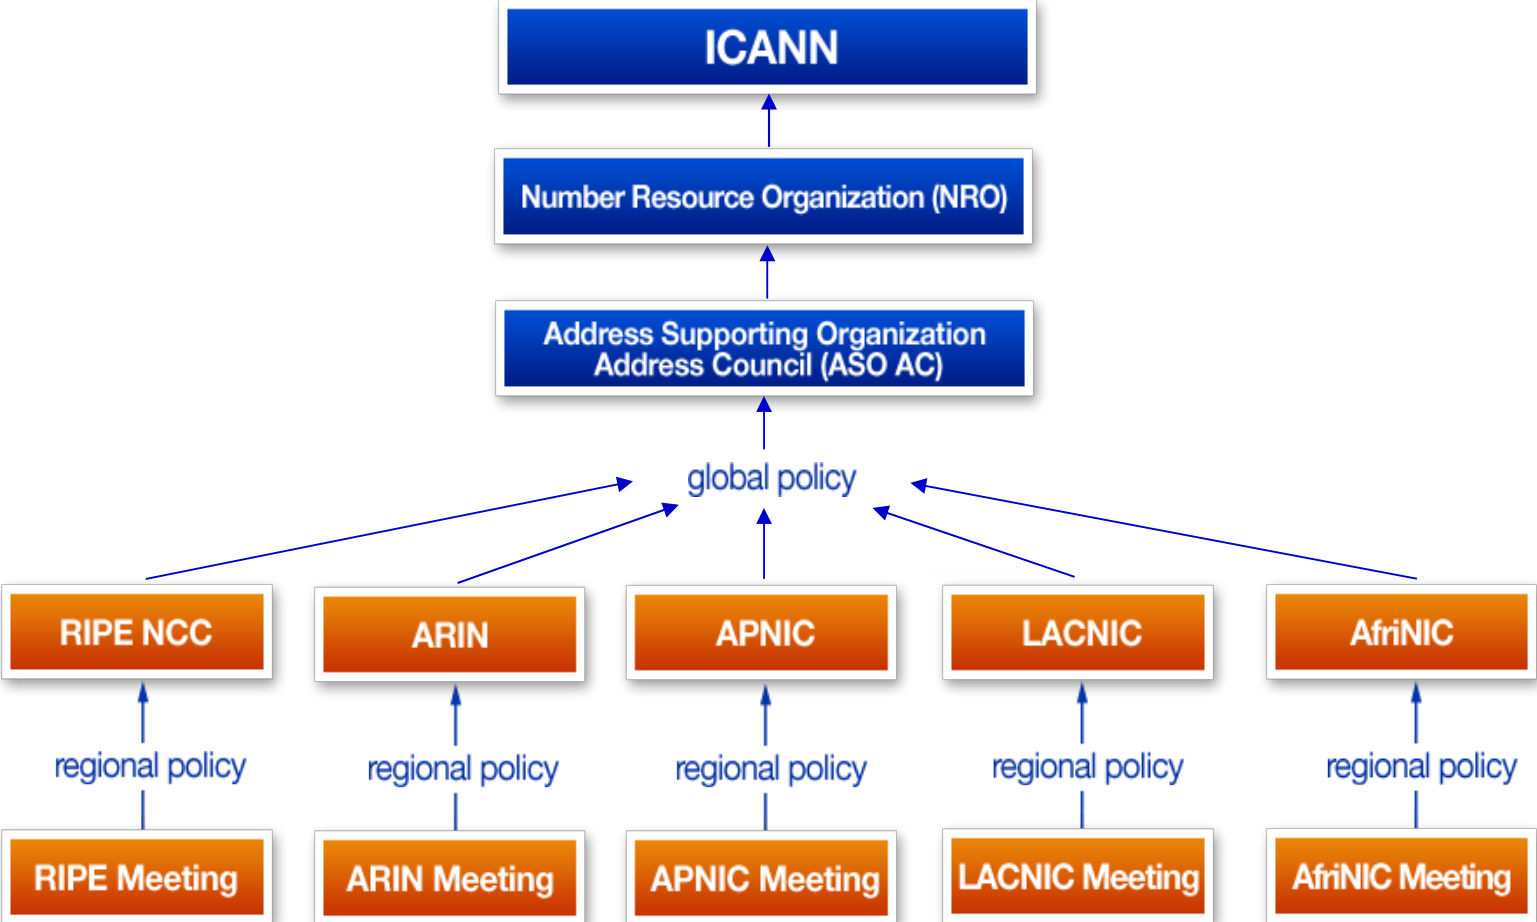 ICANN
Number Resource Organization (NRO)
Address Supporting Organization
Address Council (ASO AC)
global policy
RIPE NCC
ARIN
APNIC
LACNIC
AfriNIC
regional policy
regional policy
regional policy
regional policy
regional policy
RIPE Meeting
ARIN Meeting
APNIC Meeting
LACNIC Meeting
AfriNIC Meeting